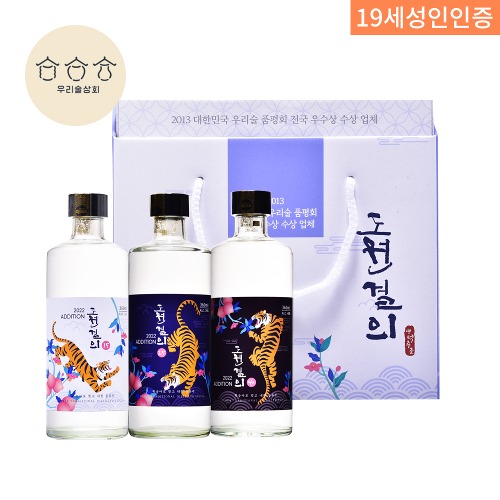 19세성인인증
우리술상회
2013 대한민국 우리술 품평회 전국 우수상 수상 업체
2013
우리술 품평회
수상 수상 업체
도원결의
2022
ADDITION
도원결의
15
2022
ADDITION
도원결의
360㎖
2022
ADDITION
도원결의
360㎖